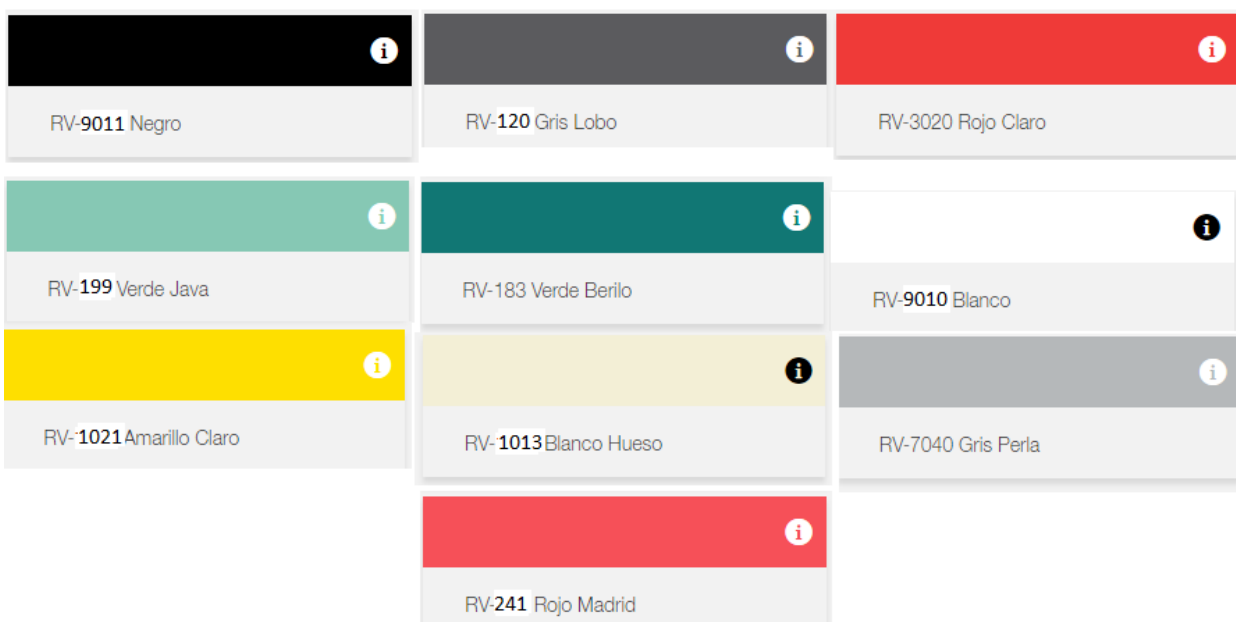 RV-9011 Negro
RV-120 Gris Lobo
RV-3020 Rojo Claro
RV-199 Verde Java
RV-183 Verde Berilo
RV-9010 Blanco
RV-1021 Amarillo Claro
RV-1013 Blanco Hueso
RV-7040 Gris Perla
RV-241 Rojo Madrid